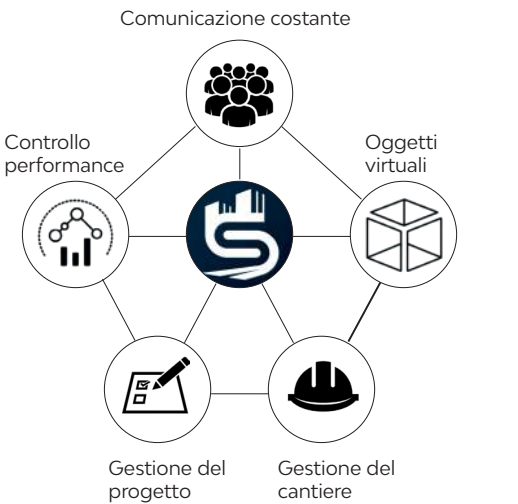 Comunicazione costante
Controllo
performance
Oggetti
virtuali
Gestione del
progetto
Gestione del
cantiere